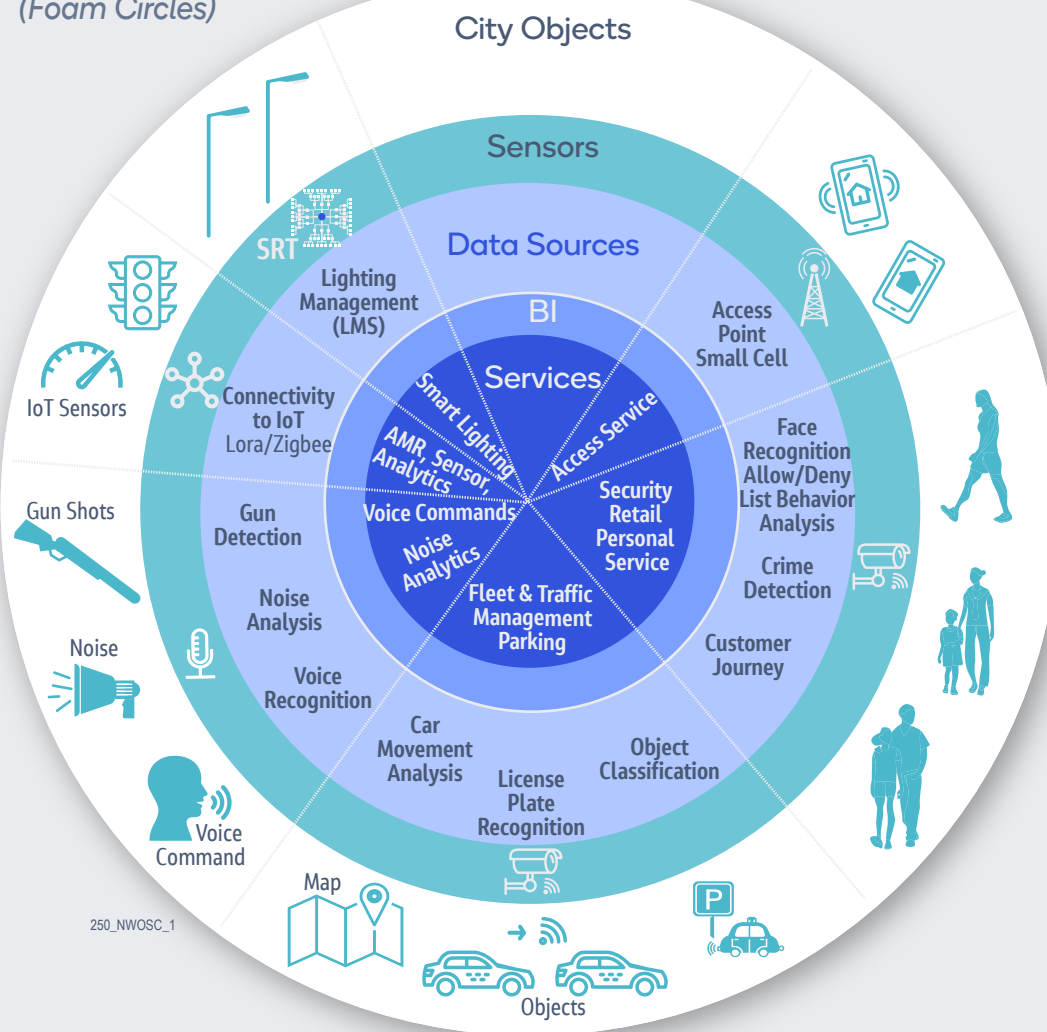 (Foam Circles)
City Objects
Sensors
Data Sources
BI
Services
SRT
Lighting
Management
(LMS)
Access
Point
Small Cell
Smart Lighting
Access Service
IoT Sensors
Connectivity
to IoT
Lora/Zigbee
AMR, Sensor,
Analytics
Face
Recognition
Allow/Deny
List Behavior
Analysis
Security
Retail
Personal
Service
Gun Shots
Gun
Detection
Voice Commands
Noise
Analytics
Crime
Detection
Fleet & Traffic
Management
Parking
Noise
Analysis
Customer
Journey
Noise
Voice
Recognition
Car
Movement
Analysis
License
Plate
Recognition
Object
Classification
Voice
Command
Map
P
250_NWOSC_1
Objects